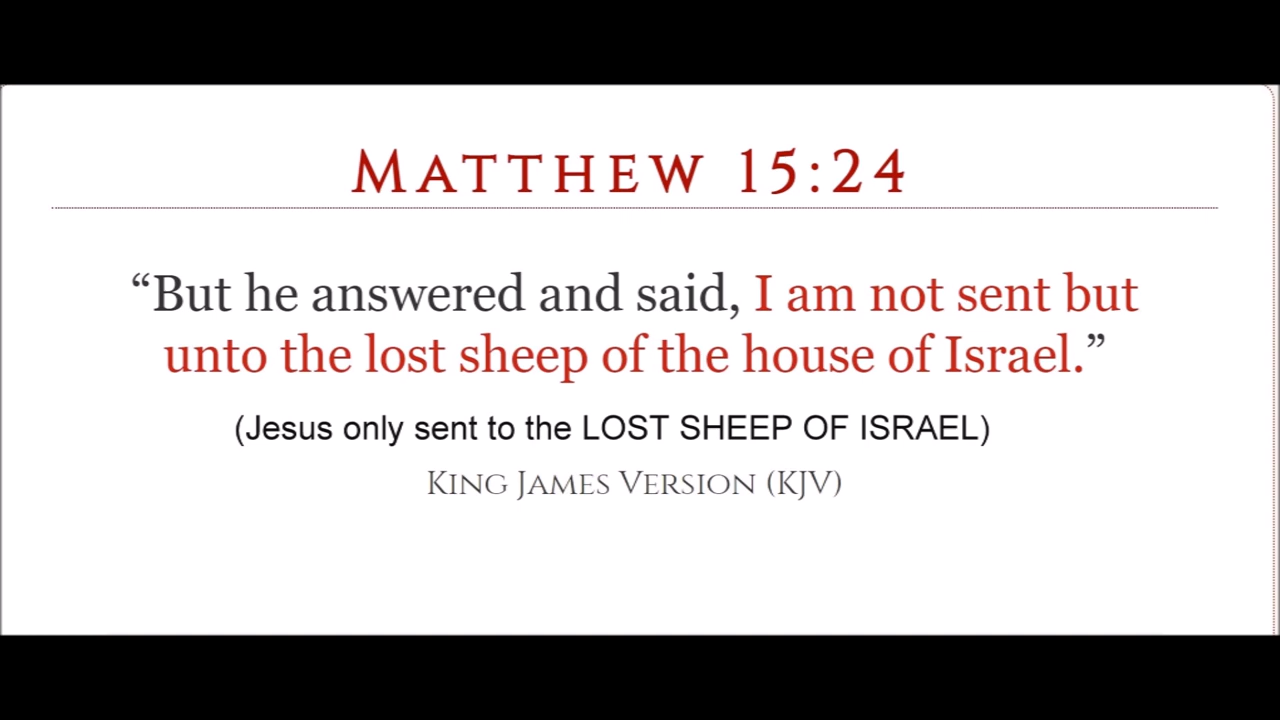 MATTHEW 15:24
“But he answered and said, I am not sent but
unto the lost sheep of the house of Israel.”
(Jesus only sent to the LOST SHEEP OF ISRAEL)
KING JAMES VERSION (KJV)